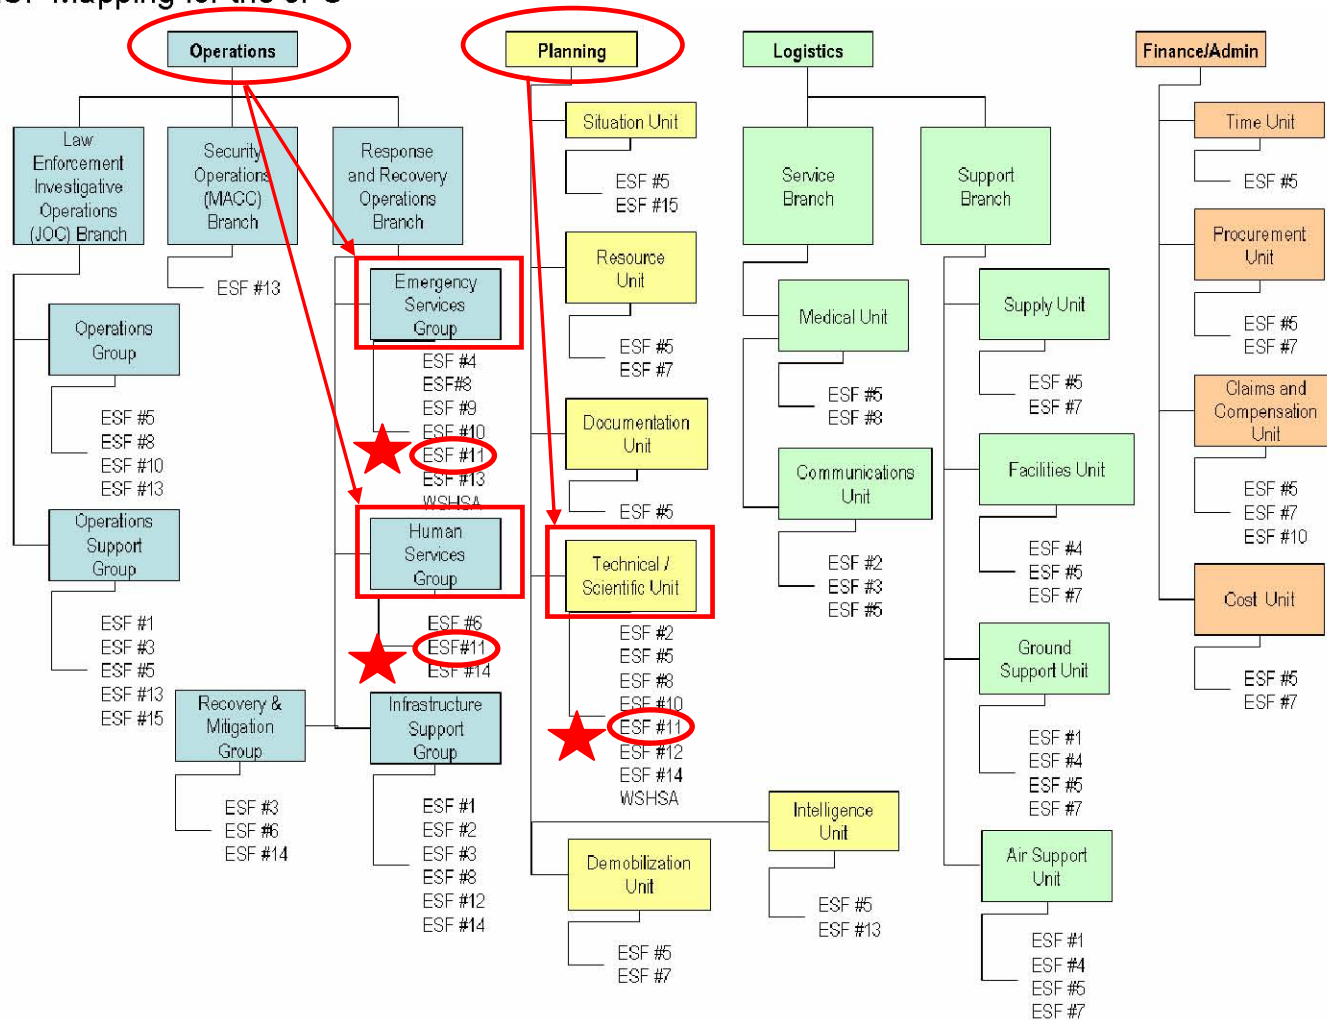 Mapping for the
Operations
Planning
Logistics
Finance/Admin
Law
Enforcement
Investigative
Operations
(JOC) Branch
Security
Operations
(MACC)
Branch
Response
and Recovery
Operations
Branch
ESF #13
Operations
Group
ESF #5
ESF #8
ESF #10
ESF #13
Operations
Support
Group
ESF #1
ESF #3
ESF #5
ESF #13
ESF #15
Emergency
Services
Group
ESF #4
ESF#8
ESF #9
ESF #10
ESF #11
ESF #13
WSHSA
Human
Services
Group
ESF #6
ESF#11
ESF #14
Recovery &
Mitigation
Group
ESF #3
ESF #6
ESF #14
Infrastructure
Support
Group
ESF #1
ESF #2
ESF #3
ESF #8
ESF #12
ESF #14
Situation Unit
ESF #5
ESF #15
Resource
Unit
ESF #5
ESF #7
Documentation
Unit
ESF #5
Technical /
Scientific Unit
ESF #2
ESF #5
ESF #8
ESF #10
ESF #11
ESF #12
ESF #14
WSHSA
Demobilization
Unit
ESF #5
ESF #7
Intelligence
Unit
ESF #5
ESF #13
Service
Branch
Medical Unit
ESF #5
ESF #8
Communications
Unit
ESF #2
ESF #3
ESF #5
Support
Branch
Supply Unit
ESF #5
ESF #7
Facilities Unit
ESF #4
ESF #5
ESF #7
Ground
Support Unit
ESF #1
ESF #4
ESF #5
ESF #7
Air Support
Unit
ESF #1
ESF #4
ESF #5
ESF #7
Time Unit
ESF #5
Procurement
Unit
ESF #5
ESF #7
Claims and
Compensation
Unit
ESF #5
ESF #7
ESF #10
Cost Unit
ESF #5
ESF #7